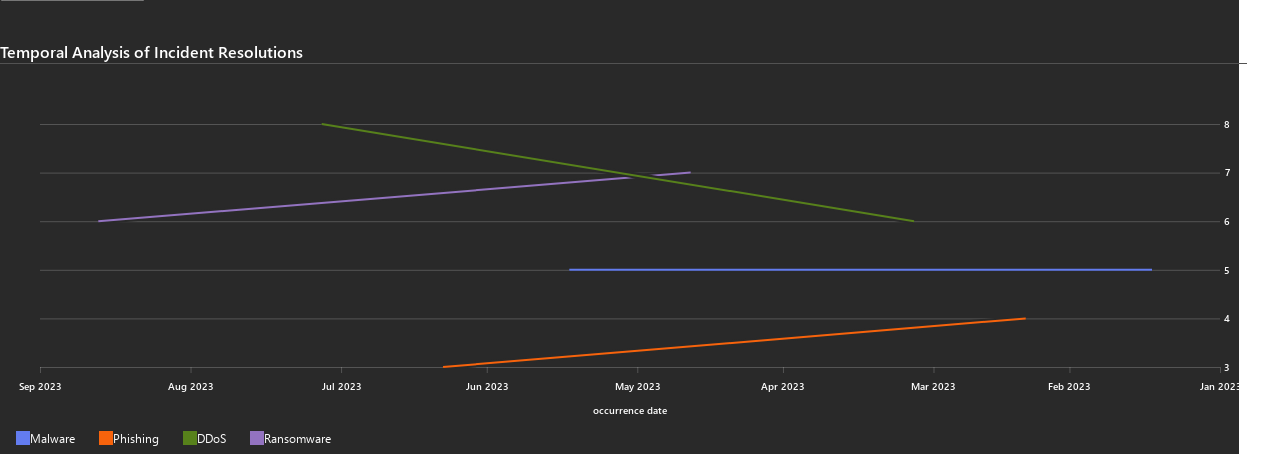 Temporal Analysis of Incident Resolutions
8
7
6
5
4
3
Sep 2023 Aug 2023 Jul 2023 Jun 2023 May 2023 Apr 2023 Mar 2023 Feb 2023 Jan 2023
occurrence date
Malware Phishing DDoS Ransomware